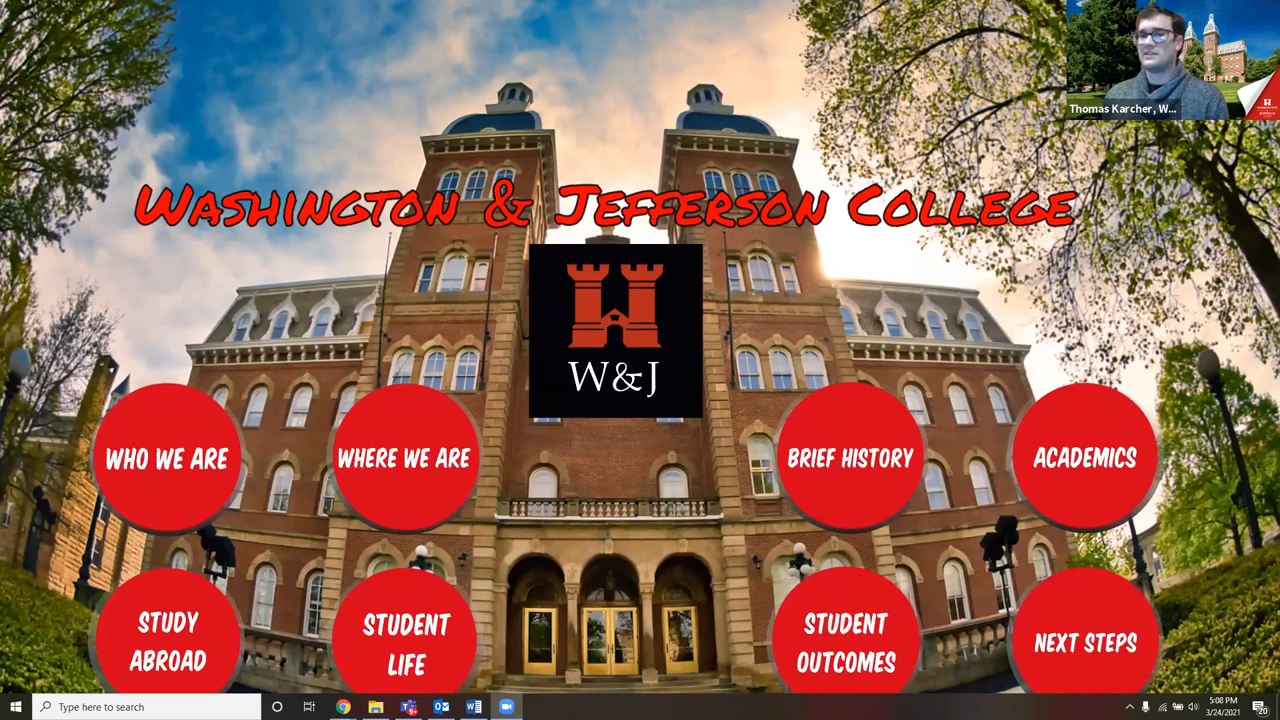 Thomas Karcher, W...
WASHINGTON & JEFFERSON COLLEGE
W&J
WHO WE ARE
WHERE WE ARE
BRIEF HISTORY
ACADEMICS
STUDY
ABROAD
STUDENT
LIFE
STUDENT
OUTCOMES
NEXT STEPS
Type here to search
5:08 PM
3/24/2021
20